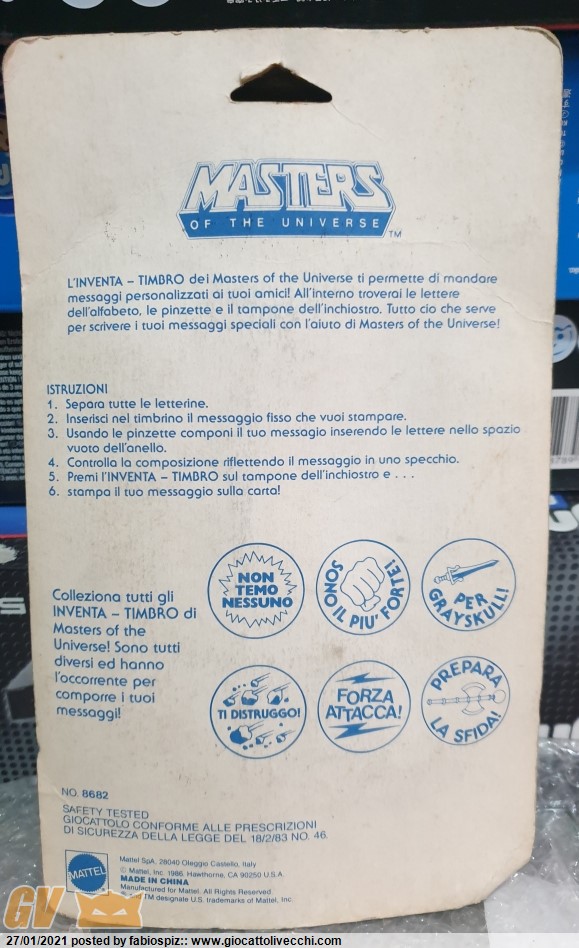 MASTERS
OF THE UNIVERSE
TM
L'INVENTA – TIMBRO dei Masters of the Universe ti permette di mandare
messaggi personalizzati ai tuoi amici! All'interno troverai le lettere
dell'alfabeto, le pinzette e il tampone dell'inchiostro. Tutto cio che serve
per scrivere i tuoi messaggi speciali con l'aiuto di Masters of the Universe!
ISTRUZIONI
1. Separa tutte le letterine.
2. Inserisci nel timbrino il messaggio fisso che vuoi stampare.
3. Usando le pinzette componi il tuo messagio inserendo le lettere nello spazio
vuoto dell'anello.
4. Controlla la composizione riflettendo il messaggio in uno specchio.
5. Premi l'INVENTA – TIMBRO sul tampone dell'inchiostro e . . .
6. stampa il tuo messaggio sulla carta!
Colleziona tutti gli
INVENTA – TIMBRO di
Masters of the
Universe! Sono tutti
diversi ed hanno
l'occorrente per
comporre i tuoi
messaggi!
NON
TEMO
NESSUNO
SONO IL PIU' FORTE!
PER
GRAYSKULL!
TI DISTRUGGO!
FORZA
ATTACCA!
PREPARA
LA SFIDA!
NO. 8682
SAFETY TESTED
GIOCATTOLO CONFORME ALLE PRESCRIZIONI
DI SICUREZZA DELLA LEGGE DEL 18/2/83 NO. 46.
MATTEL
Mattel SpA, 28040 Oleggio Castello, Italy
© Mattel, Inc. 1986, Hawthorne, CA 90250 U.S.A.
MADE IN CHINA
Manufactured for Mattel. All Rights Reserved
TM designate U.S. trademarks of Mattel, Inc.
GV
27/01/2021 posted by fabiospiz:: www.giocattolivecchi.com